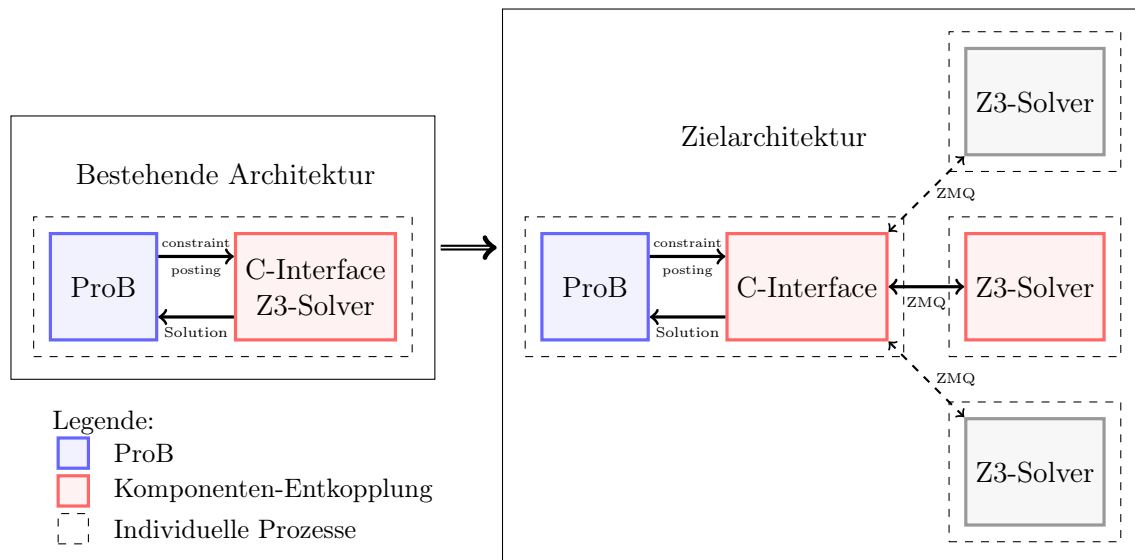 Bestehende Architektur
ProB
constraint
posting
Solution
C-Interface
Z3-Solver
Legende:
ProB
Komponenten-Entkopplung
Individuelle Prozesse
Zielarchitektur
ProB
constraint
posting
Solution
C-Interface
ZMQ
Z3-Solver
ZMQ
Z3-Solver
ZMQ
Z3-Solver